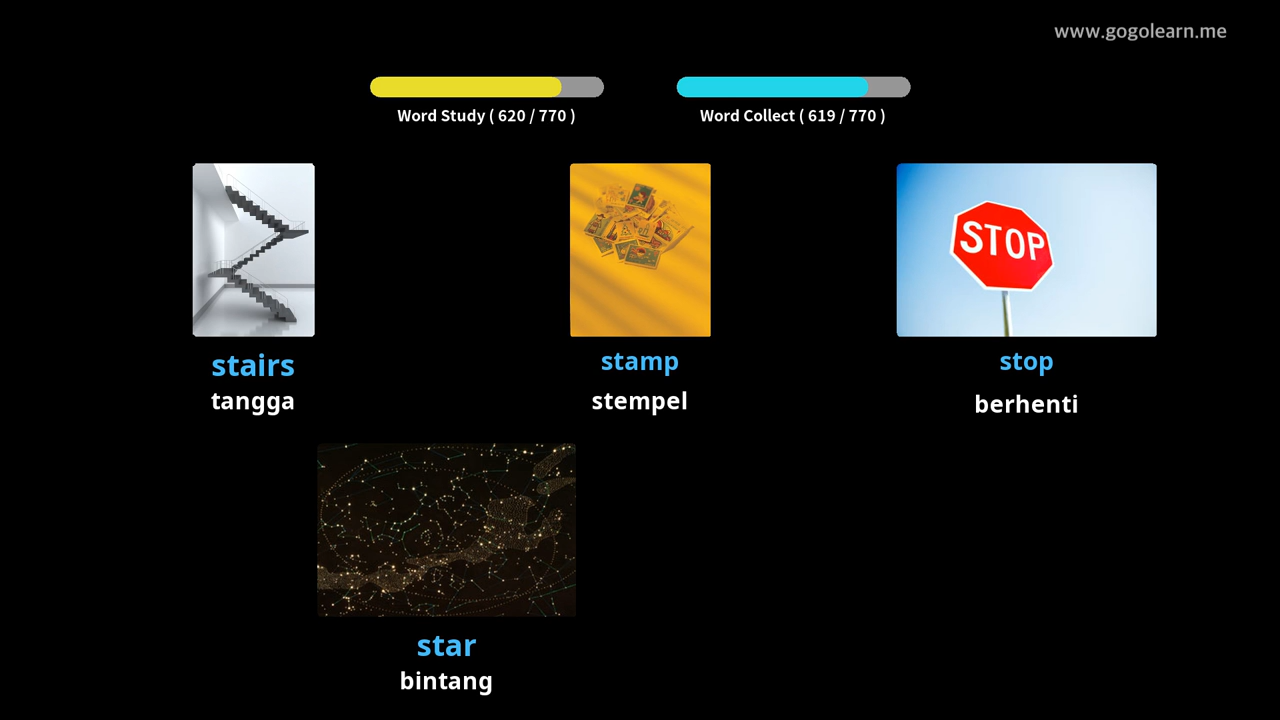 www.gogolearn.me
Word Study ( 620 / 770 )
Word Collect ( 619 / 770 )
STOP
stairs
stamp
stop
tangga
stempel
berhenti
star
bintang